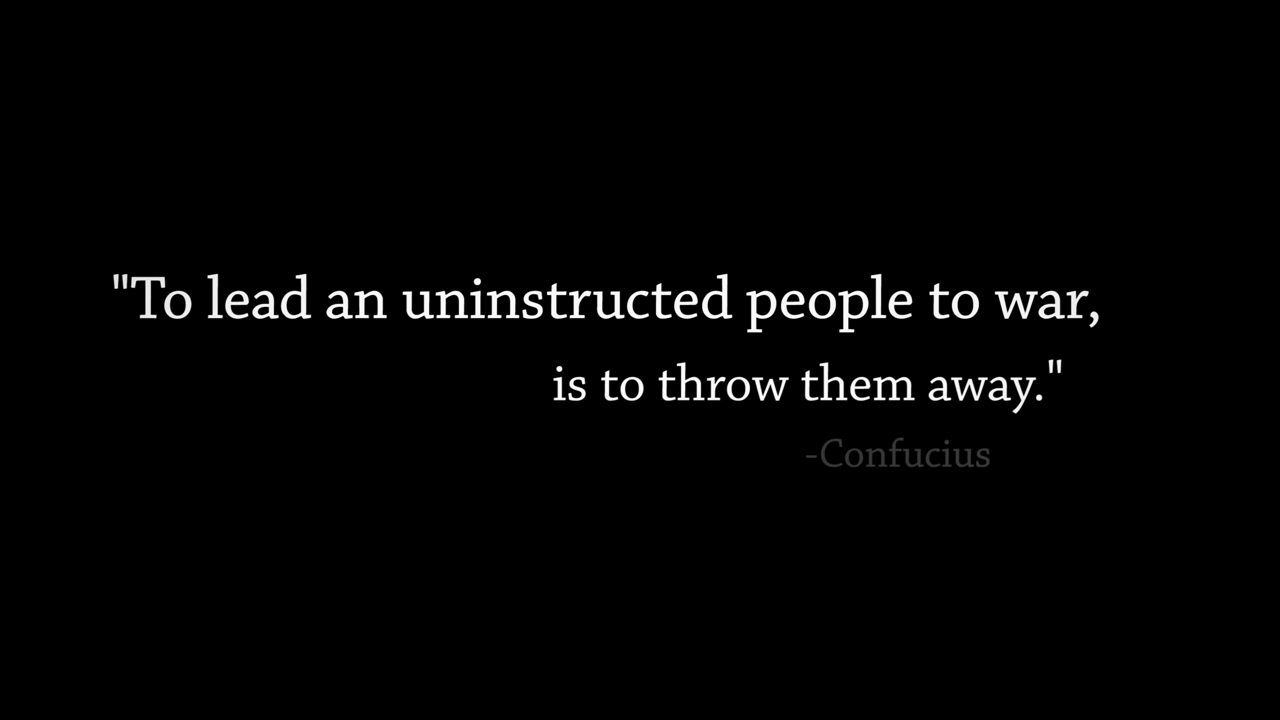 "To lead an uninstructed people to war,
is to throw them away."
-Confucius